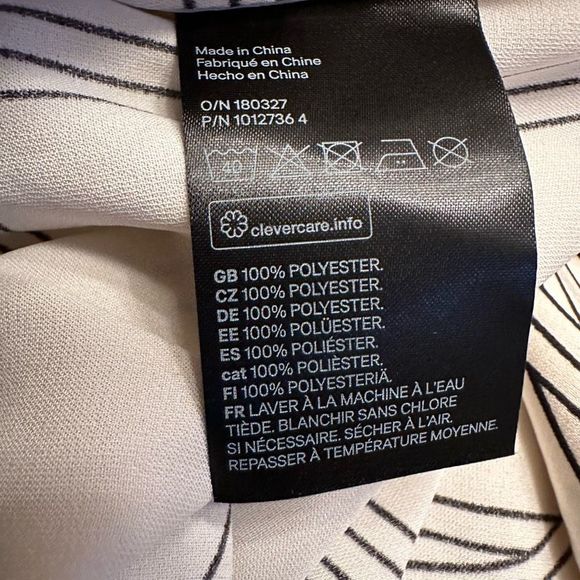 Made in China
Fabriqué en Chine
Hecho en China
O/N 180327
P/N 1012736 4
40
clevercare.info
GB 100% POLYESTER.
CZ 100% POLYESTER.
DE 100% POLYESTER.
EE 100% POLÜESTER.
ES 100% POLIÉSTER.
cat 100% POLIÈSTER.
FI 100% POLYESTERIÄ.
FR LAVER À LA MACHINE À L'EAU
TIÈDE. BLANCHIR SANS CHLORE
SI NÉCESSAIRE. SÉCHER À L'AIR.
REPASSER À TEMPÉRATURE MOYENNE.